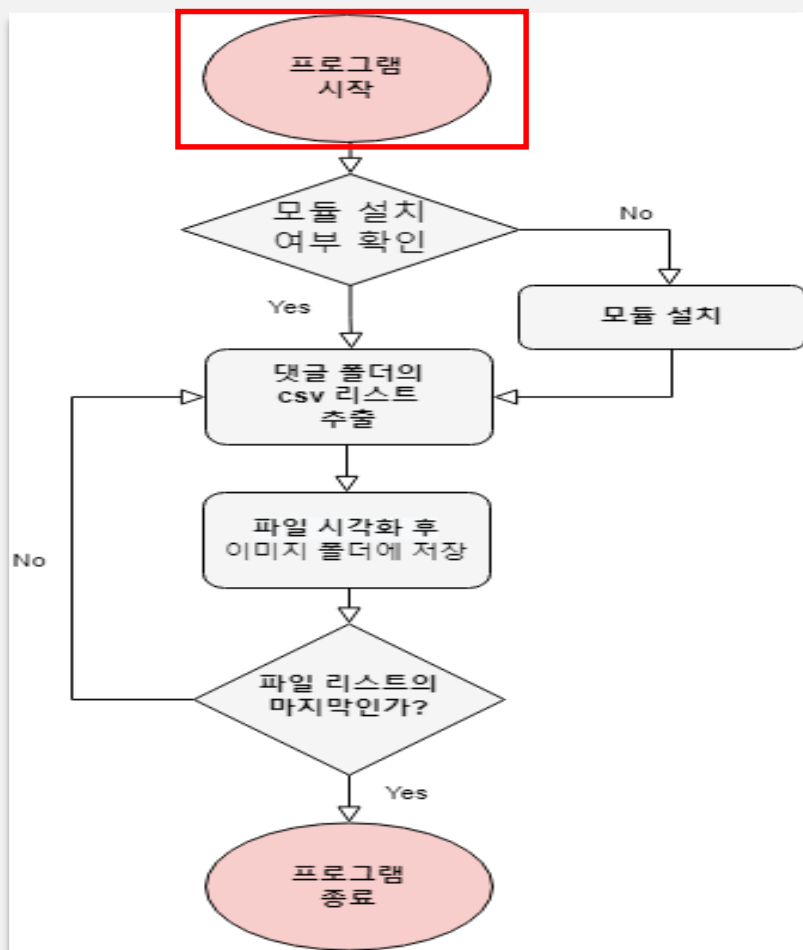 프로그램
시작
모듈 설치
여부 확인
No
Yes
모듈 설치
댓글 폴더의
csv 리스트
추출
파일 시각화 후
이미지 폴더에 저장
No
파일 리스트의
마지막인가?
Yes
프로그램
종료